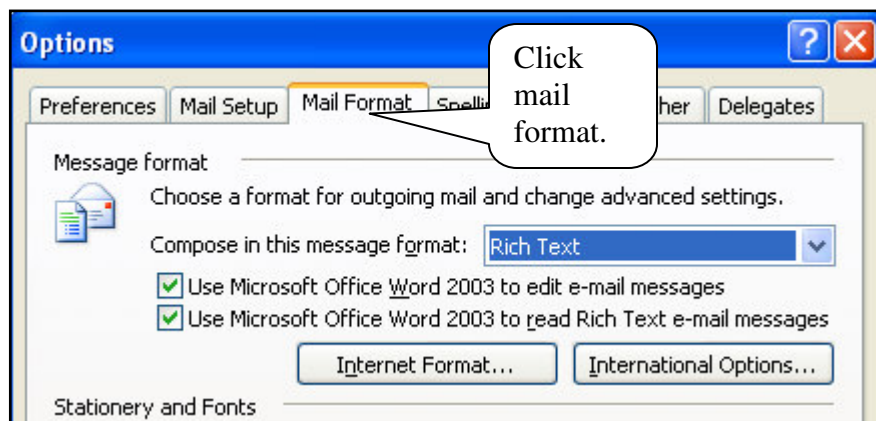 Options
Click
mail
format.
Preferences Mail Setup Mail Format Delegates
Message format
Choose a format for outgoing mail and change advanced settings.
Compose in this message format: Rich Text
Use Microsoft Office Word 2003 to edit e-mail messages
Use Microsoft Office Word 2003 to read Rich Text e-mail messages
Internet Format... International Options...
Stationery and Fonts